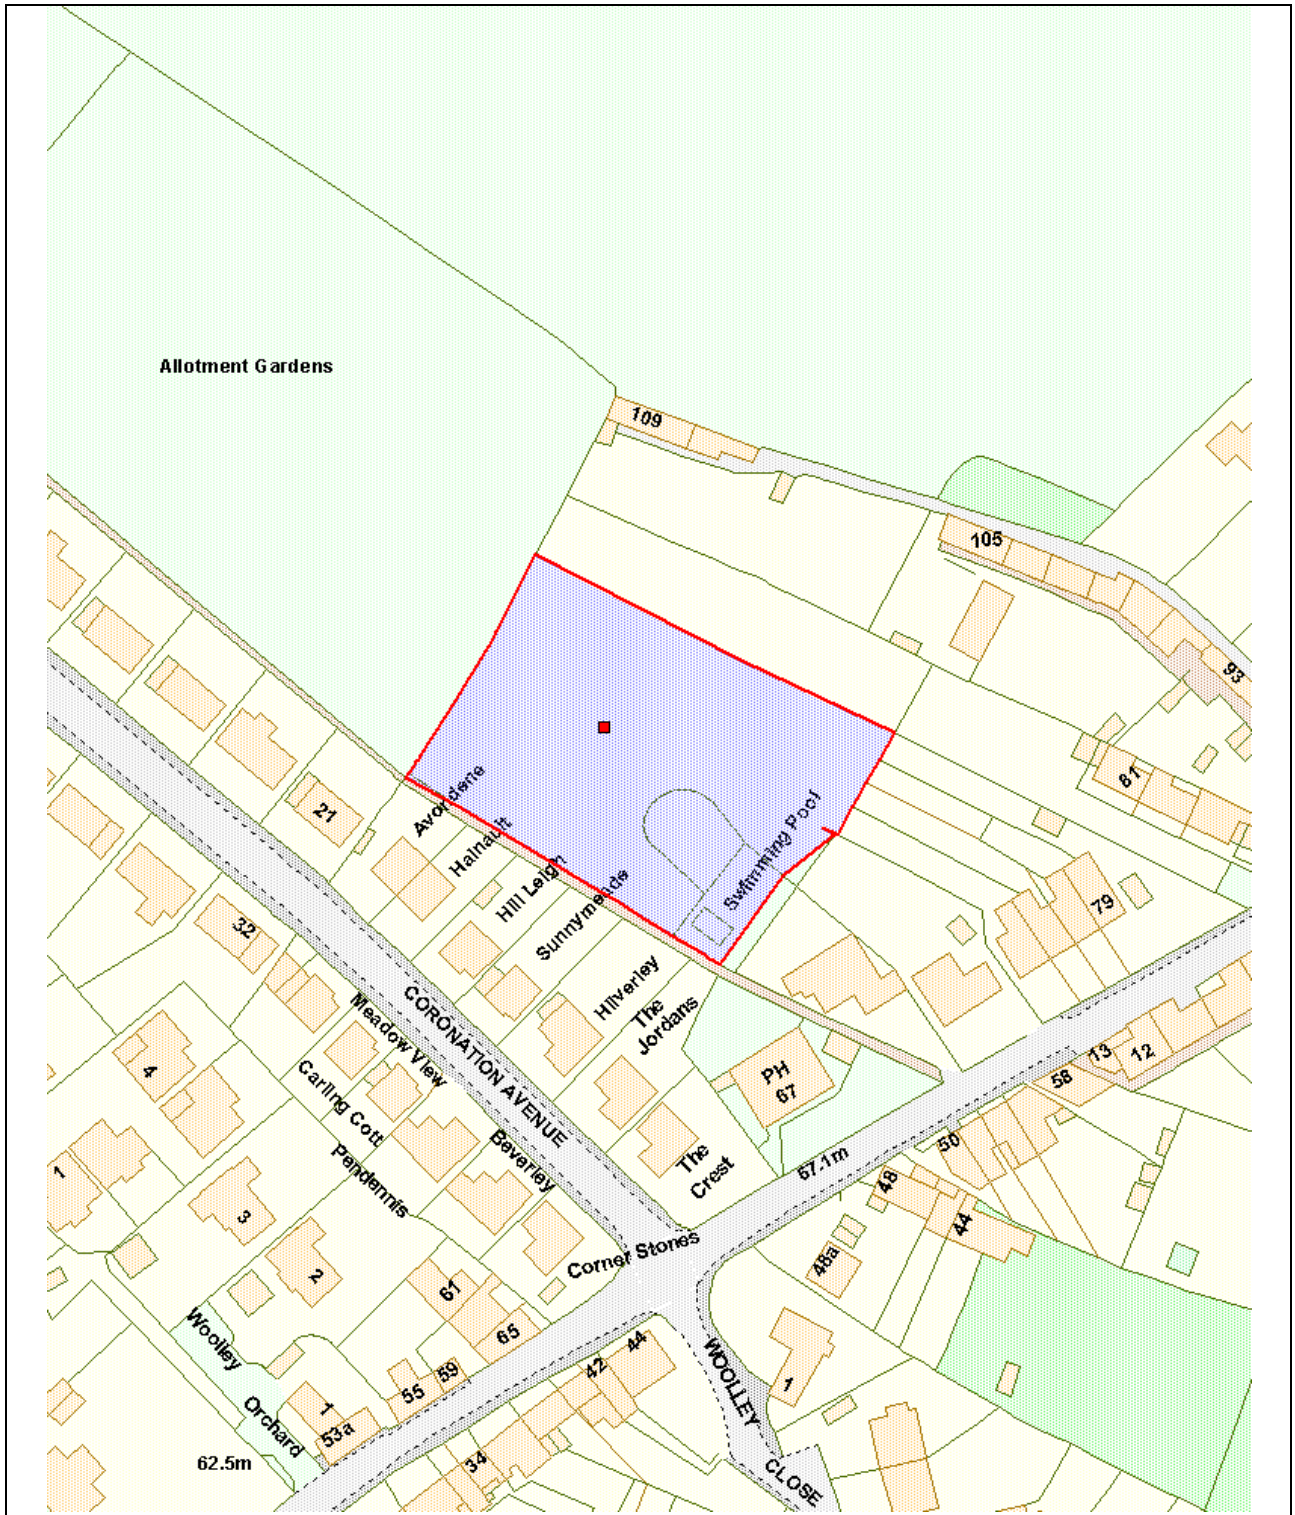 Allotment Gardens
109
105
93
81
21
Avondene
Halnault
Hill Leigh
Sunnymeade
Swimming Pool
79
32
Hilverley
The
Jordans
CORONATION AVENUE
Meadow View
Carling Cott
Pendennis
Beverley
4
PH
67
13
12
58
50
The
Crest
67.1m
48
44
48a
1
3
2
Corner Stones
61
65
Woolley
Orchard
1
53a
55
59
42
44
WOOLLEY
CLOSE
1
34
62.5m